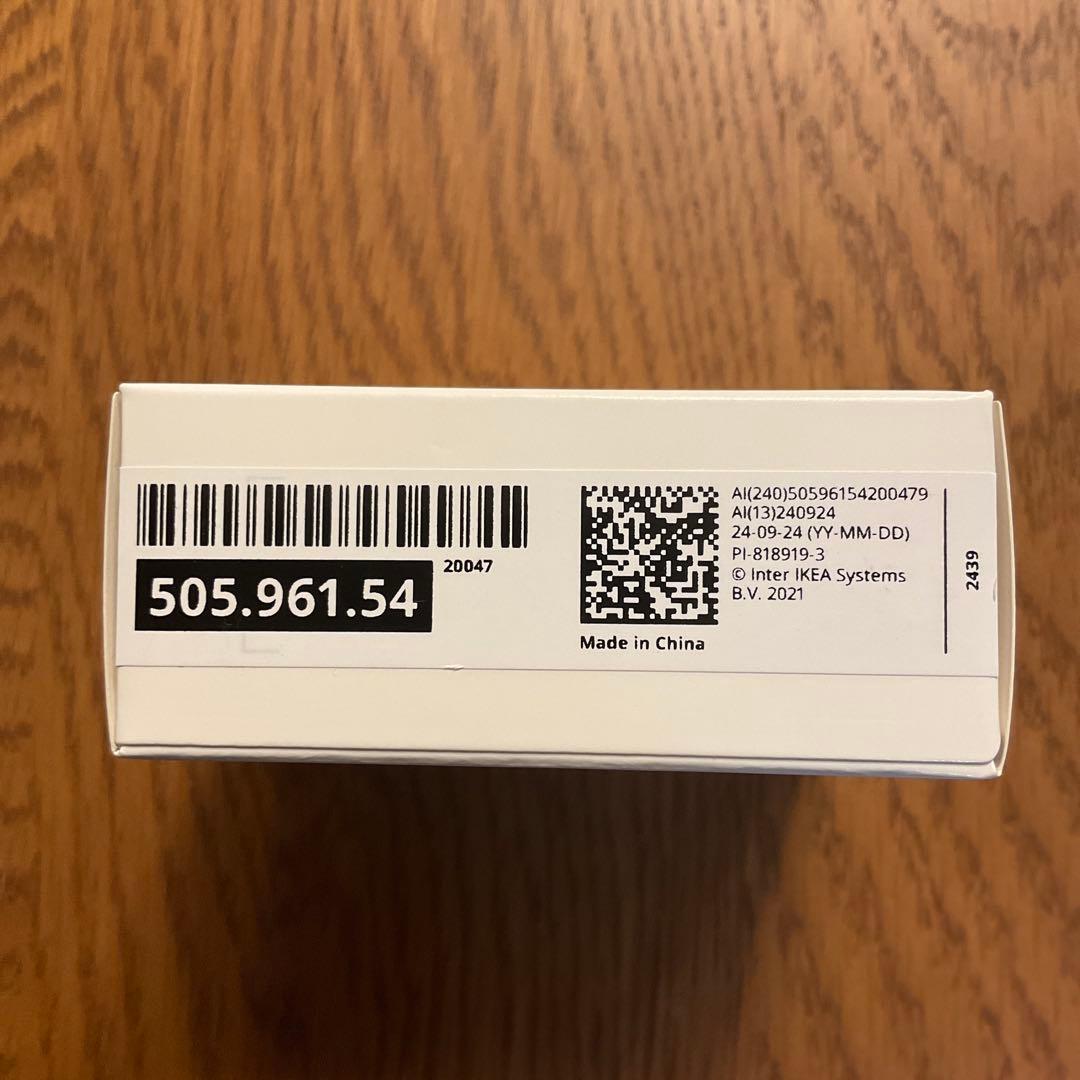 20047
505.961.54
AI(240)50596154200479
AI(13)240924
24-09-24 (YY-MM-DD)
PI-818919-3
© Inter IKEA Systems
B.V. 2021
Made in China
2439